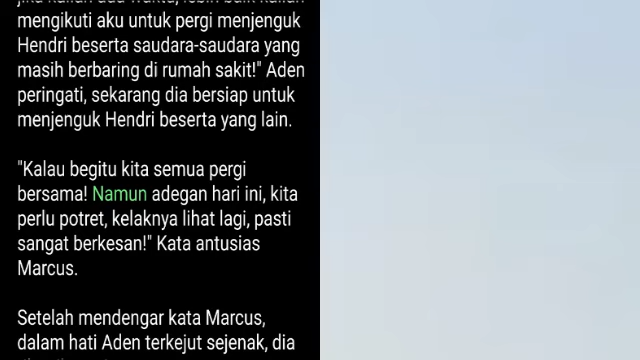 mengikuti aku untuk pergi menjenguk
Hendri beserta saudara-saudara yang
masih berbaring di rumah sakit!" Aden
peringati, sekarang dia bersiap untuk
menjenguk Hendri beserta yang lain.
"Kalau begitu kita semua pergi
bersama! Namun adegan hari ini, kita
perlu potret, kelaknya lihat lagi, pasti
sangat berkesan!" Kata antusias
Marcus.
Setelah mendengar kata Marcus,
dalam hati Aden terkejut sejenak, dia